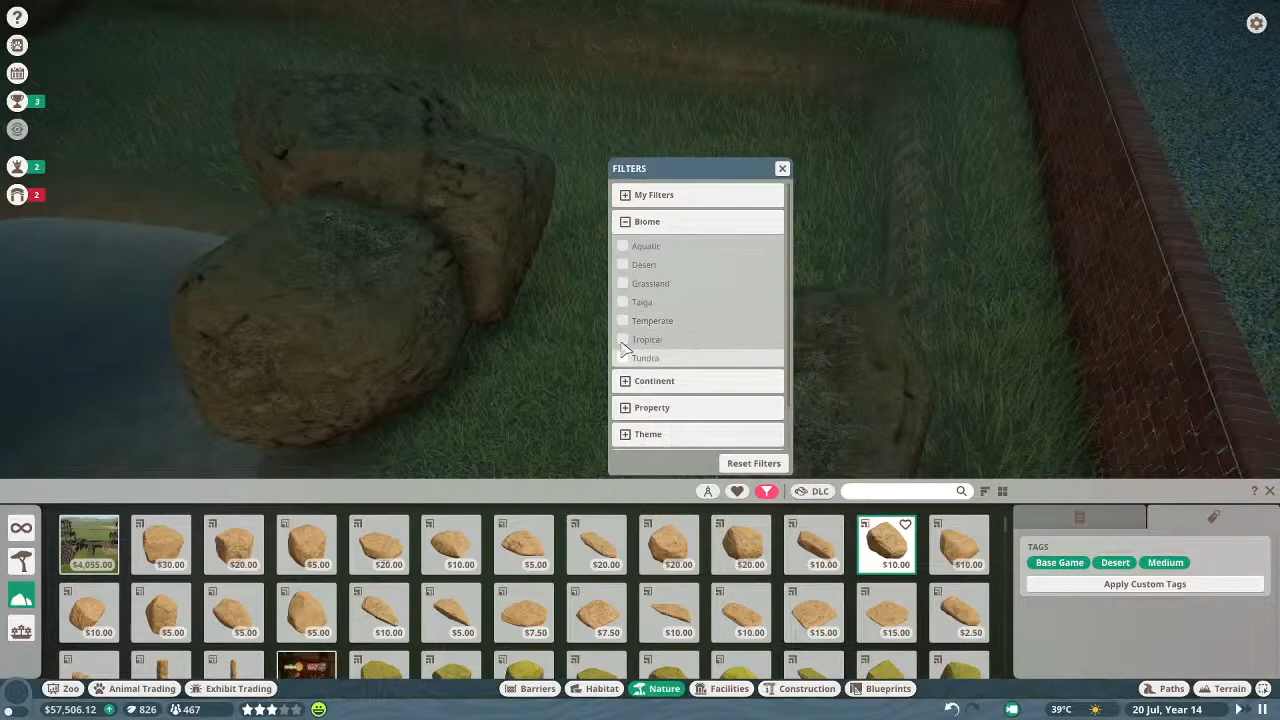 ?
3
2
2
FILTERS
My Filters
Biome
Aquatic
Desert
Grassland
Taiga
Temperate
Tropical
Tundra
Continent
Property
Theme
Reset Filters
DLC
?
$4,055.00 $30.00 $20.00 $5.00 $20.00 $10.00 $5.00 $20.00 $20.00 $20.00 $10.00 $10.00 $10.00
$10.00 $5.00 $5.00 $5.00 $10.00 $5.00 $7.50 $7.50 $10.00 $10.00 $15.00 $15.00 $2.50
TAGS
Base Game Desert Medium
Apply Custom Tags
Zoo Animal Trading Exhibit Trading Barriers Habitat Nature Facilities Construction Blueprints Paths Terrain
$57,506.12 826 467 39°C 20 Jul, Year 14